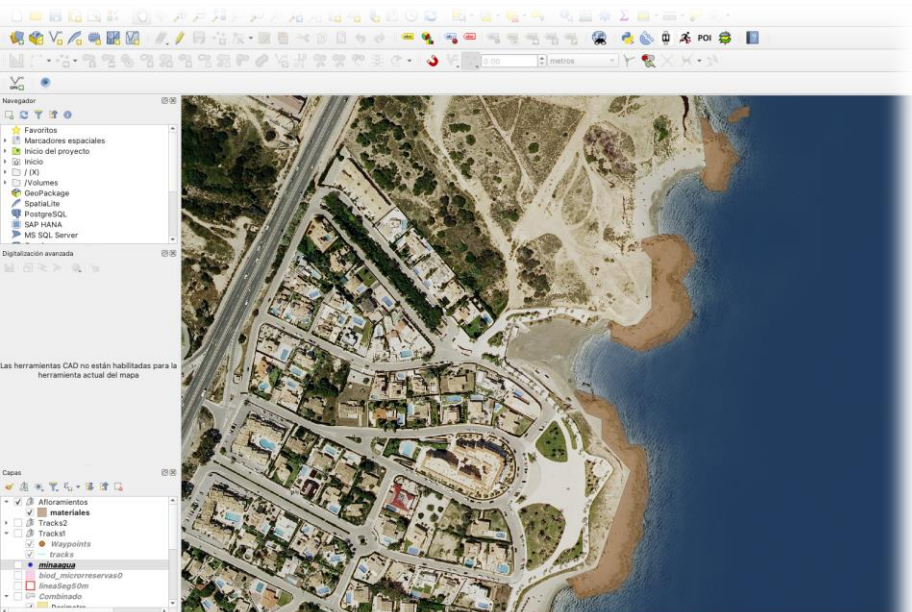 POI
0.00
metros
Navegador
Favoritos
Marcadores espaciales
Inicio del proyecto
Inicio
/ (X)
/Volumes
GeoPackage
SpatiaLite
PostgreSQL
SAP HANA
MS SQL Server
Digitalización avanzada
Las herramientas CAD no están habilitadas para la
herramienta actual del mapa
Capas
Afloramientos
materiales
Tracks2
Tracks1
Waypoints
tracks
minaagua
biod_microrreservas0
lineaSeg50m
Combinado